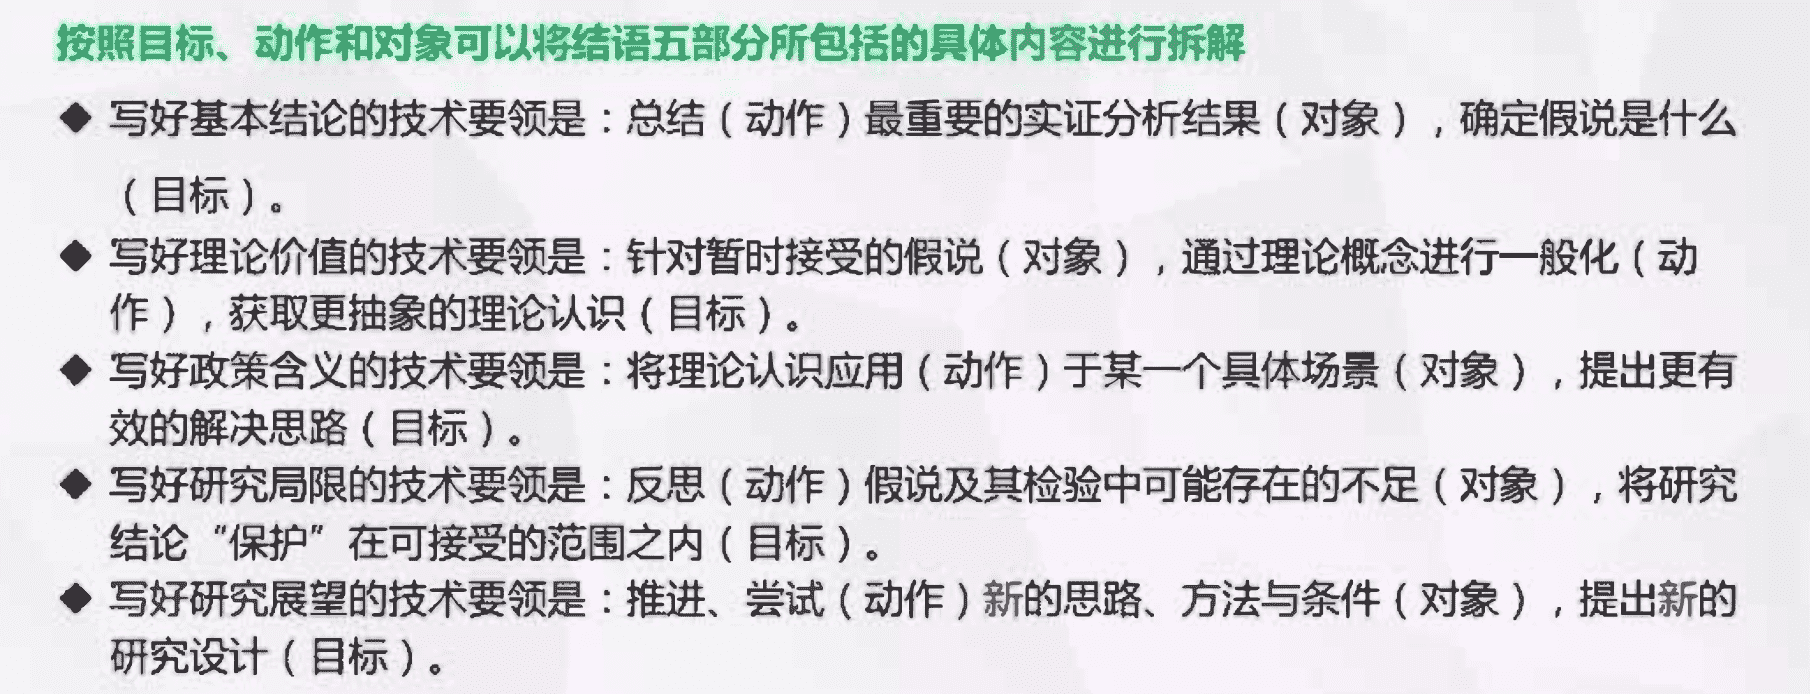 按照目标、动作和对象可以将结语五部分所包括的具体内容进行拆解
◆ 写好基本结论的技术要领是：总结（动作）最重要的实证分析结果（对象），确定假说是什么
（目标）。
◆ 写好理论价值的技术要领是：针对暂时接受的假说（对象），通过理论概念进行一般化（动
作），获取更抽象的理论认识（目标）。
◆ 写好政策含义的技术要领是：将理论认识应用（动作）于某一个具体场景（对象），提出更有
效的解决思路（目标）。
◆ 写好研究局限的技术要领是：反思（动作）假说及其检验中可能存在的不足（对象），将研究
结论“保护”在可接受的范围之内（目标）。
◆ 写好研究展望的技术要领是：推进、尝试（动作）新的思路、方法与条件（对象），提出新的
研究设计（目标）。